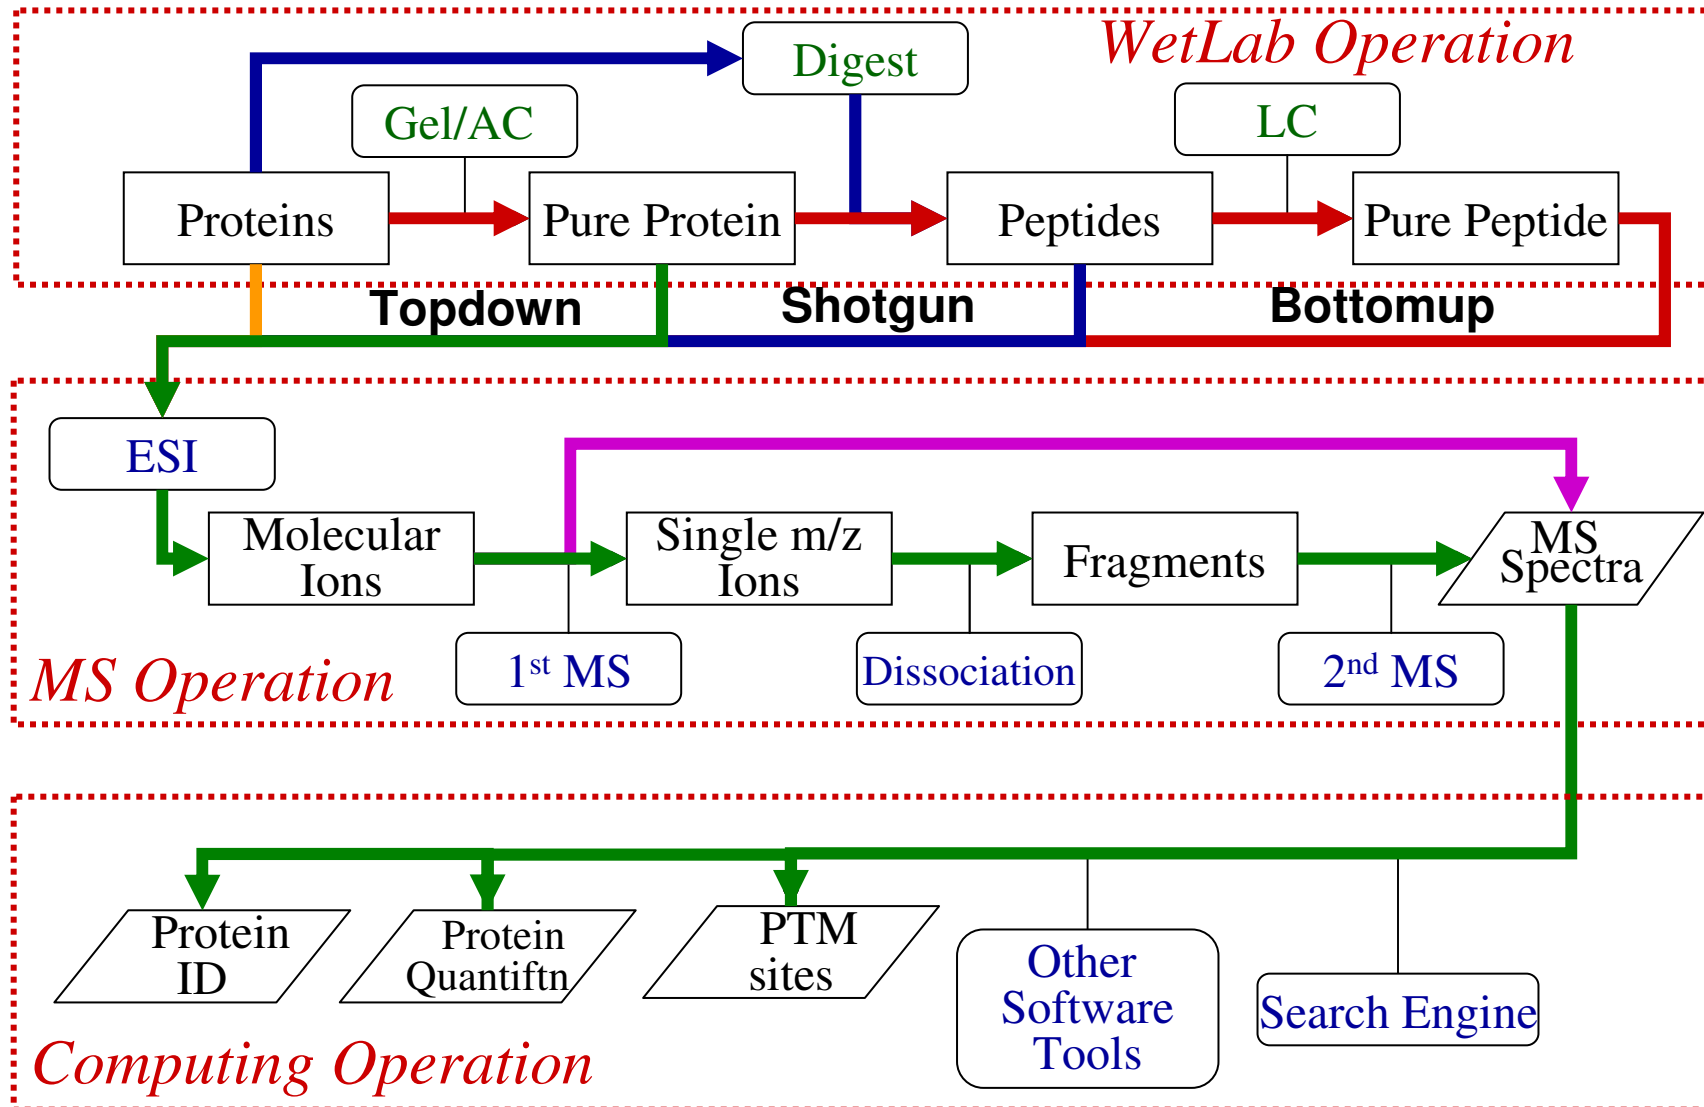 WetLab Operation
Digest
Gel/AC
LC
Proteins
Pure Protein
Peptides
Pure Peptide
Topdown
Shotgun
Bottomup
ESI
Molecular
Ions
Single m/z
Ions
Fragments
MS
Spectra
1st MS
Dissociation
2nd MS
MS Operation
Protein
ID
Protein
Quantiftn
PTM
sites
Other
Software
Tools
Search Engine
Computing Operation